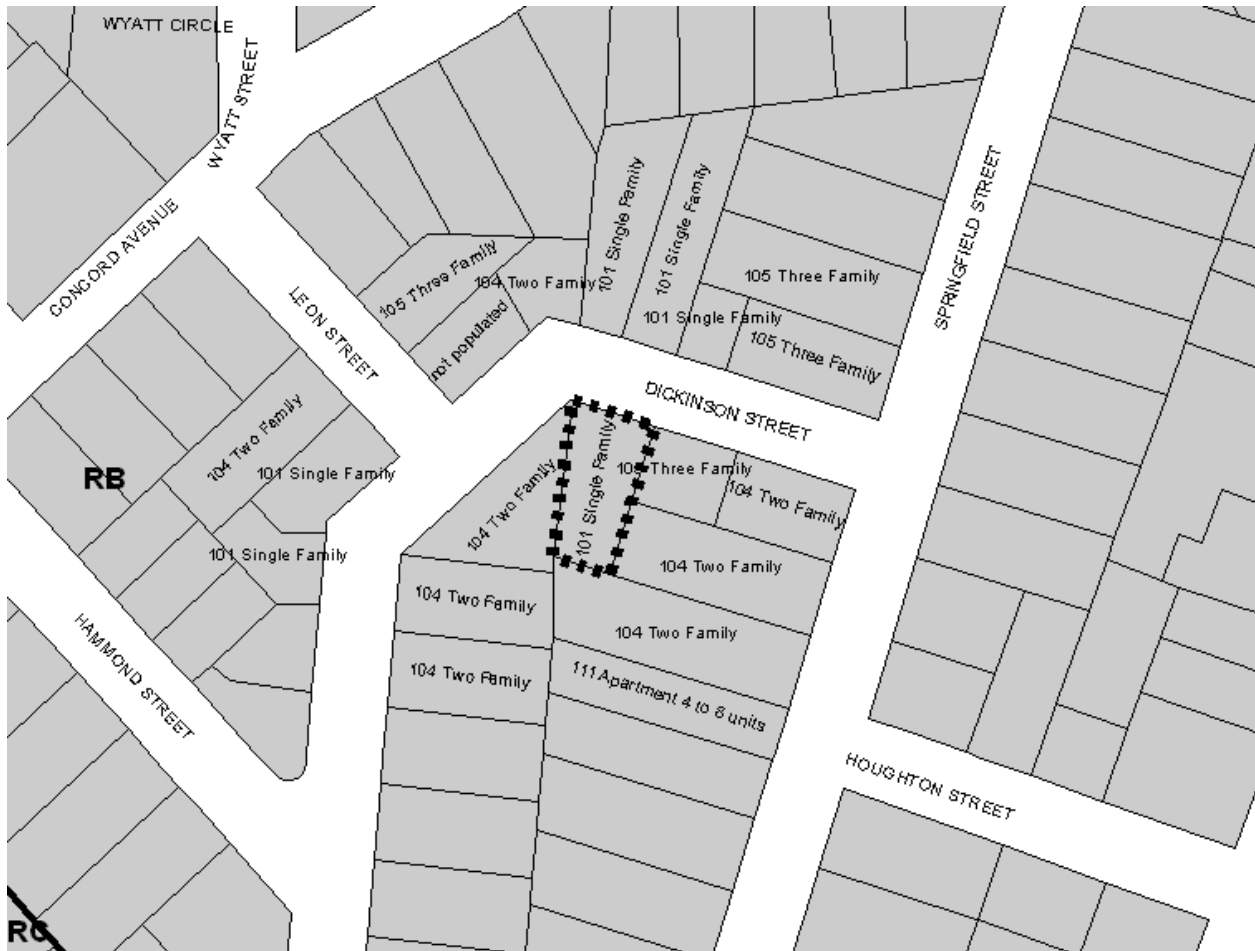 WYATT CIRCLE
WYATT STREET
CONCORD AVENUE
LEON STREET
SPRINGFIELD STREET
101 Single Family
101 Single Family
105 Three Family
104 Two Family
not populated
105 Three Family
101 Single Family
105 Three Family
DICKINSON STREET
104 Two Family
101 Single Family
RB
101 Single Family
104 Two Family
101 Single Family
Three Family
104 Two Family
104 Two Family
104 Two Family
104 Two Family
104 Two Family
111 Apartment 4 to 8 units
HAMMOND STREET
HOUGHTON STREET